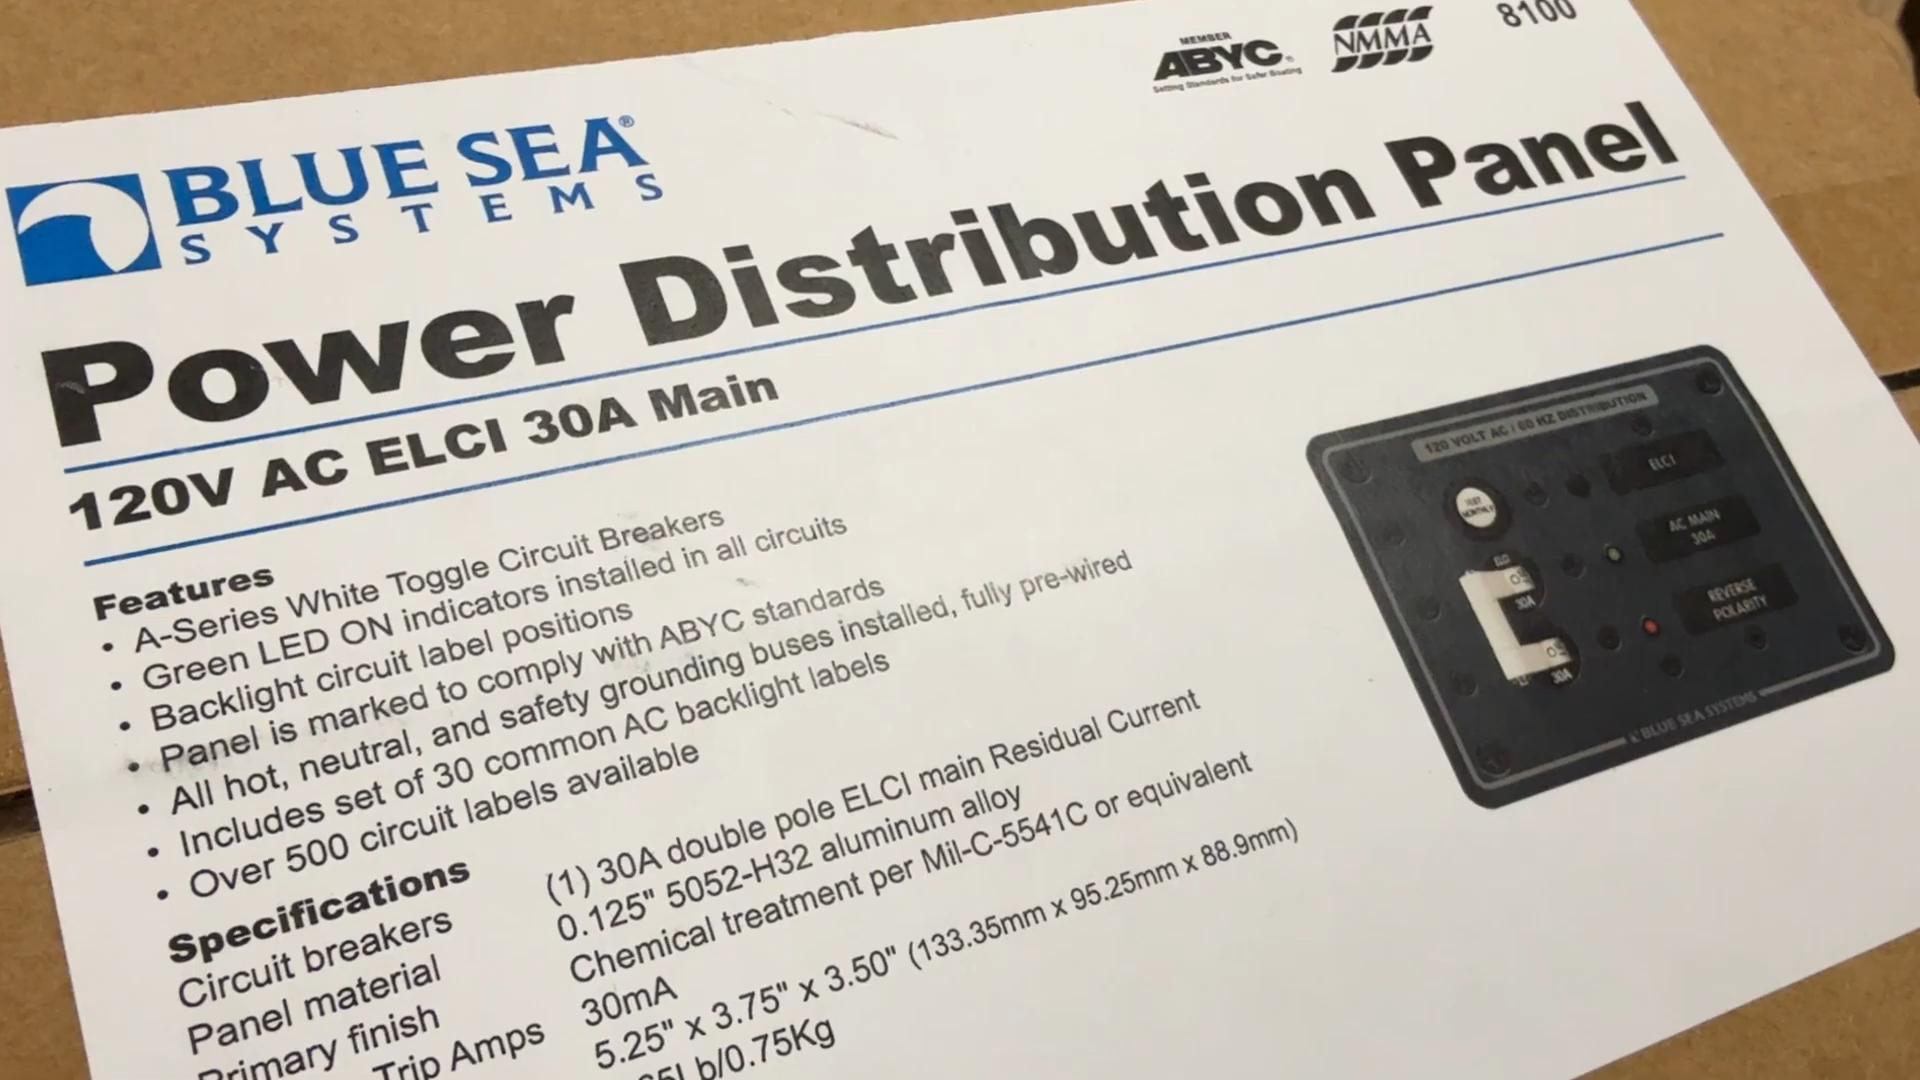 MEMBER
ABYC®
Setting Standards for Safer Boating
NMMA
8100
BLUE SEA®
SYSTEMS
Power Distribution Panel
120V AC ELCI 30A Main
Features
• A-Series White Toggle Circuit Breakers
• Green LED ON indicators installed in all circuits
• Backlight circuit label positions
• Panel is marked to comply with ABYC standards
• All hot, neutral, and safety grounding buses installed, fully pre-wired
• Includes set of 30 common AC backlight labels
• Over 500 circuit labels available
120 VOLT AC / 60 HZ DISTRIBUTION
TEST
MONTHLY
ELCI
AC MAIN
30A
REVERSE
POLARITY
ELCI
30A
30A
BLUE SEA SYSTEMS
Specifications
Circuit breakers (1) 30A double pole ELCI main Residual Current
Panel material 0.125" 5052-H32 aluminum alloy
Primary finish Chemical treatment per Mil-C-5541C or equivalent
Trip Amps 30mA
5.25" x 3.75" x 3.50" (133.35mm x 95.25mm x 88.9mm)
65Lb/0.75Kg